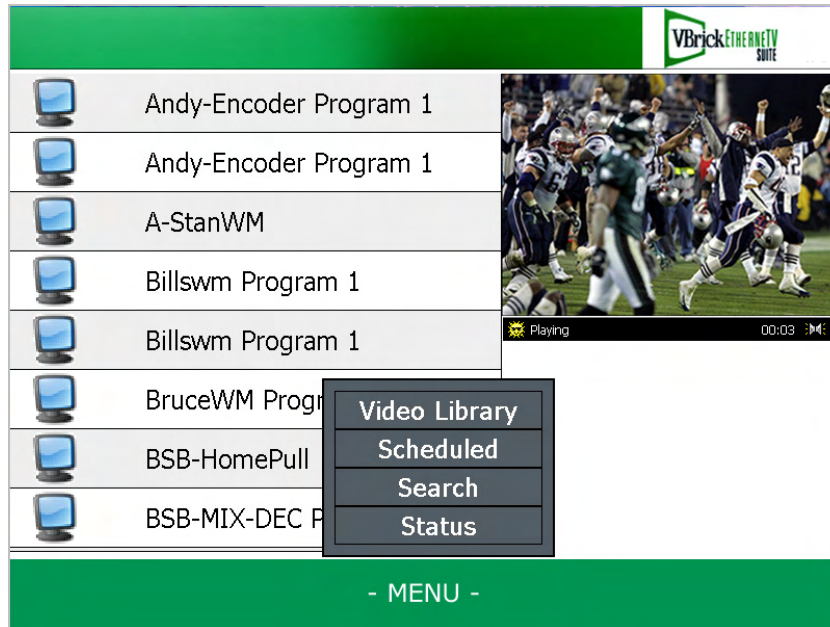 VBrick ETHERNETV
SUITE
Andy-Encoder Program 1
Andy-Encoder Program 1
A-StanWM
Billswm Program 1
Billswm Program 1
BruceWM Progr
BSB-HomePull
BSB-MIX-DEC P
Playing 00:03
Video Library
Scheduled
Search
Status
- MENU -